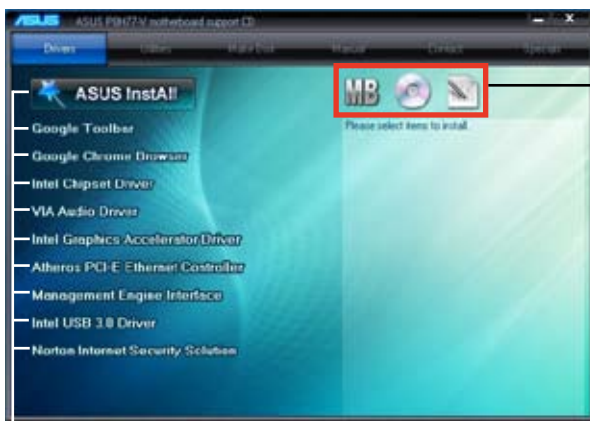 ASUS ASUS P8H77-V motherboard support CD
Drivers Utilities Make Disk Manual Contact Specials
ASUS InstAll
MB
Please select items to install.
Google Toolbar
Google Chrome Browser
Intel Chipset Driver
VIA Audio Driver
Intel Graphics Accelerator Driver
Atheros PCI-E Ethernet Controller
Management Engine Interface
Intel USB 3.0 Driver
Norton Internet Security Solution